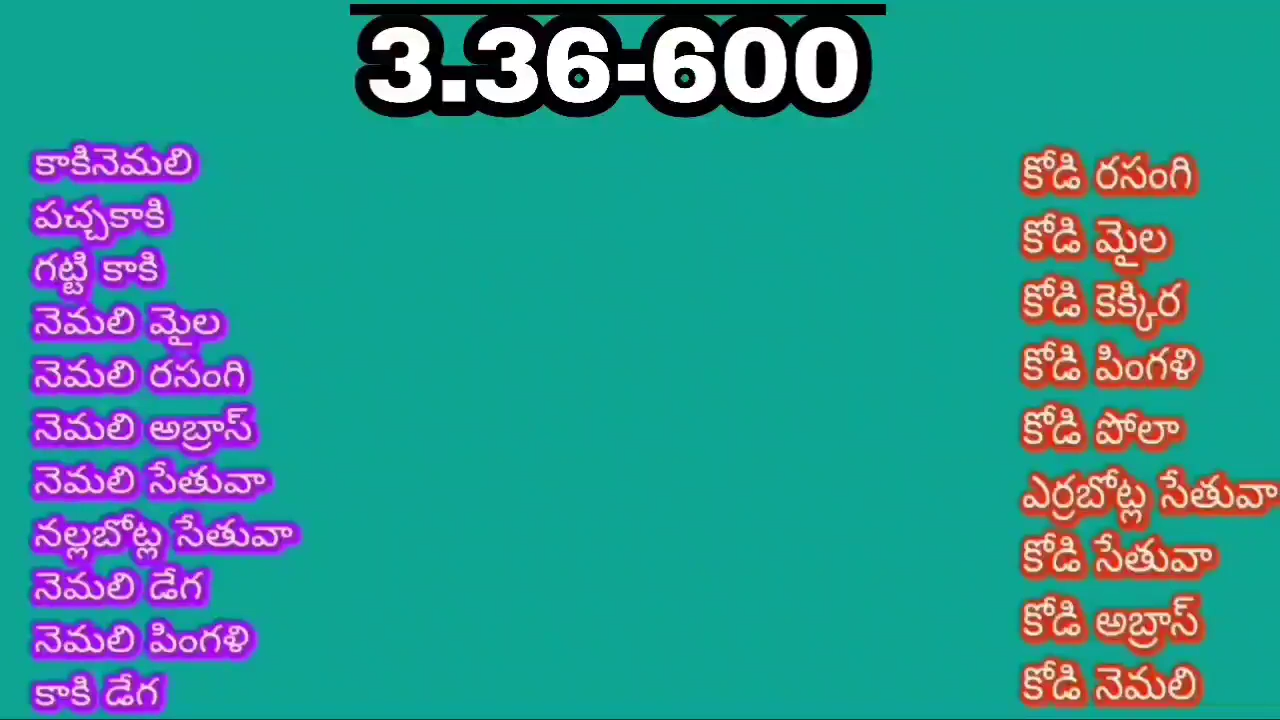 3.36-600
కాకినెమలి
పచ్చకాకి
గట్టి కాకి
నెమలి మైల
నెమలి రసంగి
నెమలి అబ్రాస్
నెమలి సేతువా
నల్లబోట్ల సేతువా
నెమలి డేగ
నెమలి పింగళి
కాకి డేగ
కోడి రసంగి
కోడి మైల
కోడి కెక్కిర
కోడి పింగళి
కోడి పోలా
ఎర్రబోట్ల సేతువా
కోడి సేతువా
కోడి అబ్రాస్
కోడి నెమలి